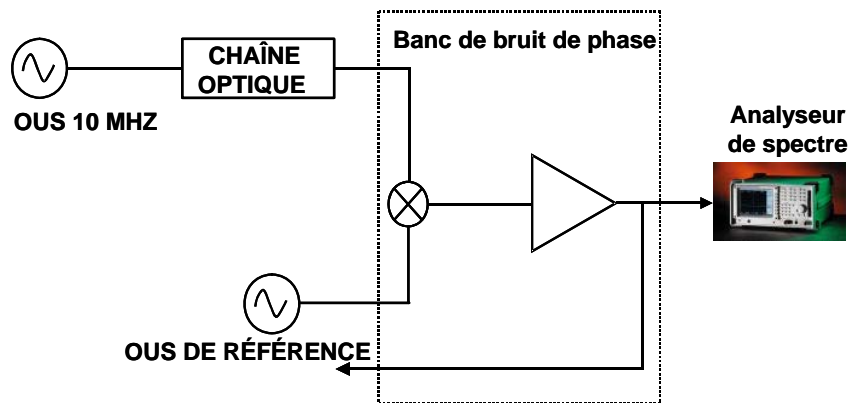 Banc de bruit de phase
CHAÎNE
OPTIQUE
OUS 10 MHZ
Analyseur
de spectre
OUS DE RÉFÉRENCE